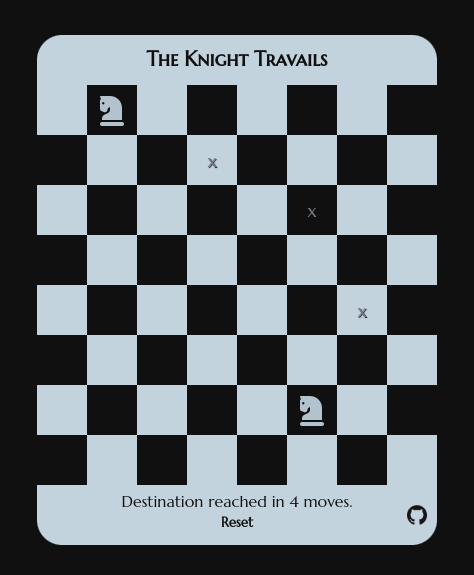 The Knight Travails
x
x
x
Destination reached in 4 moves.
Reset